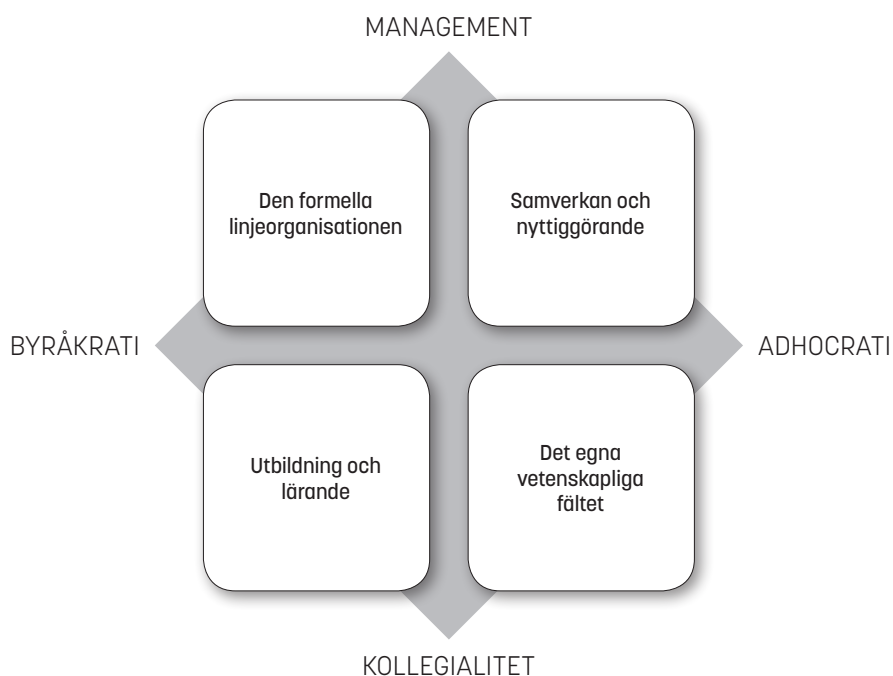 MANAGEMENT
Den formella
linjeorganisationen
Samverkan och
nyttiggörande
BYRÅKRATI
ADHOCRATI
Utbildning och
lärande
Det egna
vetenskapliga
fältet
KOLLEGIALITET